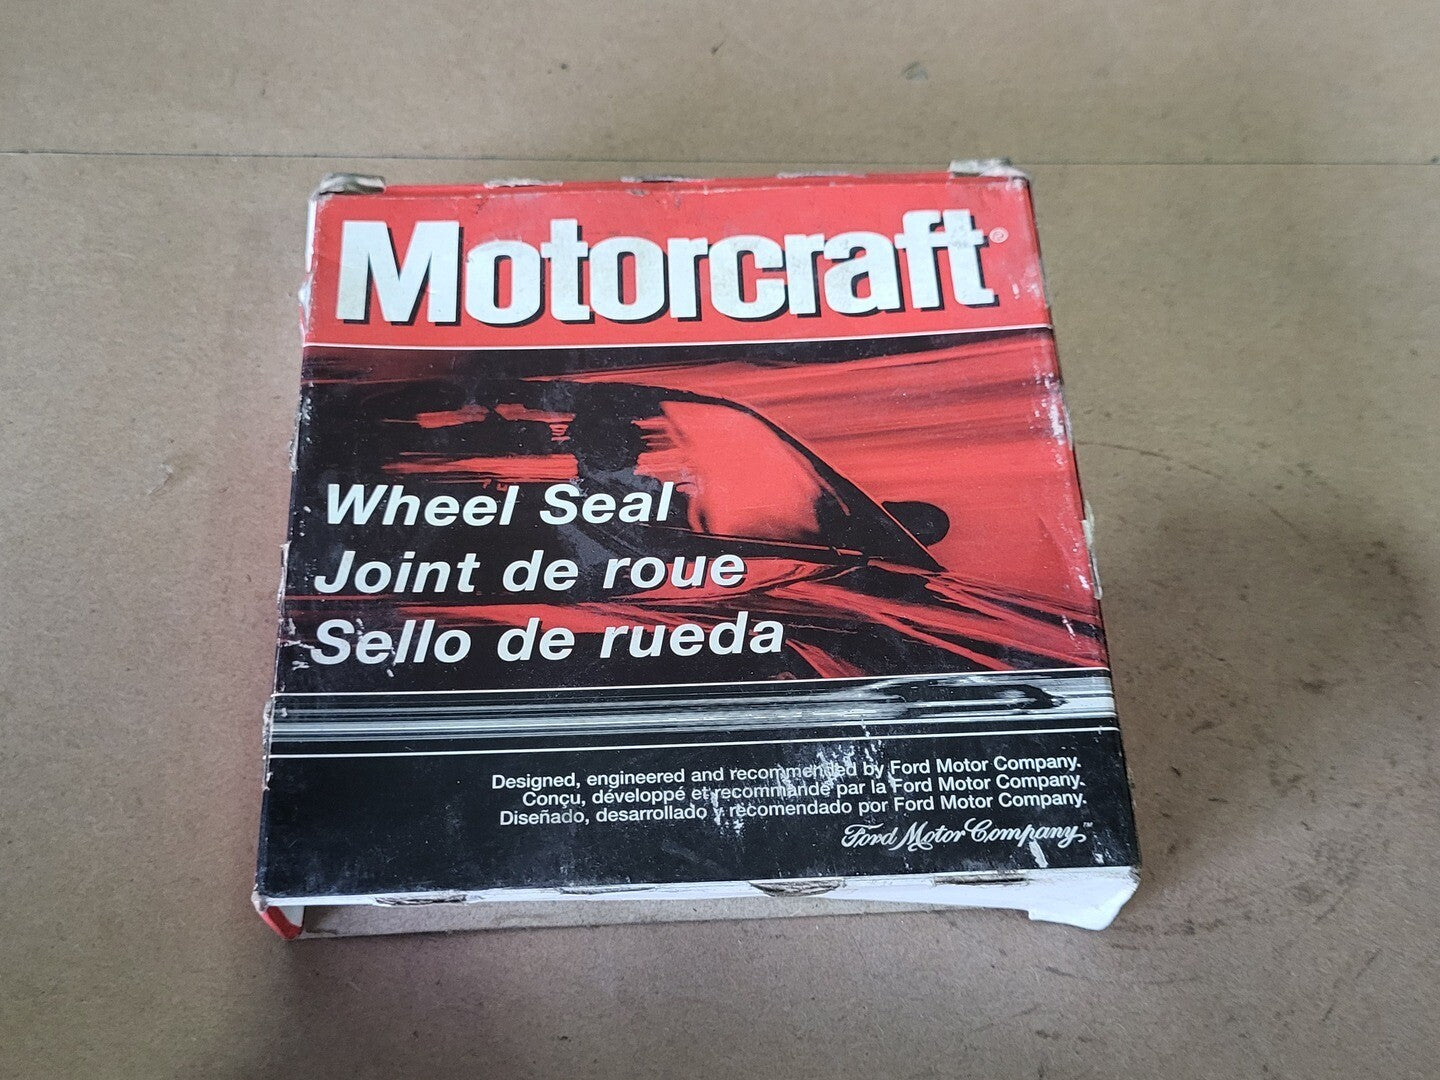 Motorcraft®
Wheel Seal
Joint de roue
Sello de rueda
Designed, engineered and recommended by Ford Motor Company.
Conçu, développé et recommandé par la Ford Motor Company.
Diseñado, desarrollado y recomendado por Ford Motor Company.
Ford Motor Company™